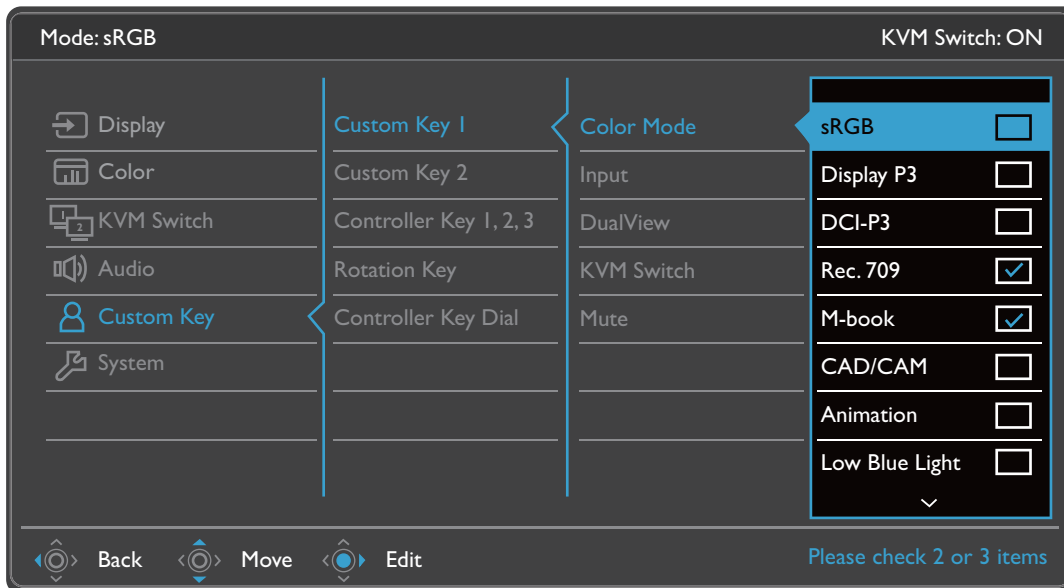 Mode: sRGB
KVM Switch: ON
Display
Color
1
2
KVM Switch
Audio
Custom Key
System
Custom Key 1
Custom Key 2
Controller Key 1, 2, 3
Rotation Key
Controller Key Dial
Color Mode
Input
DualView
KVM Switch
Mute
sRGB
Display P3
DCI-P3
Rec. 709
M-book
CAD/CAM
Animation
Low Blue Light
Back
Move
Edit
Please check 2 or 3 items